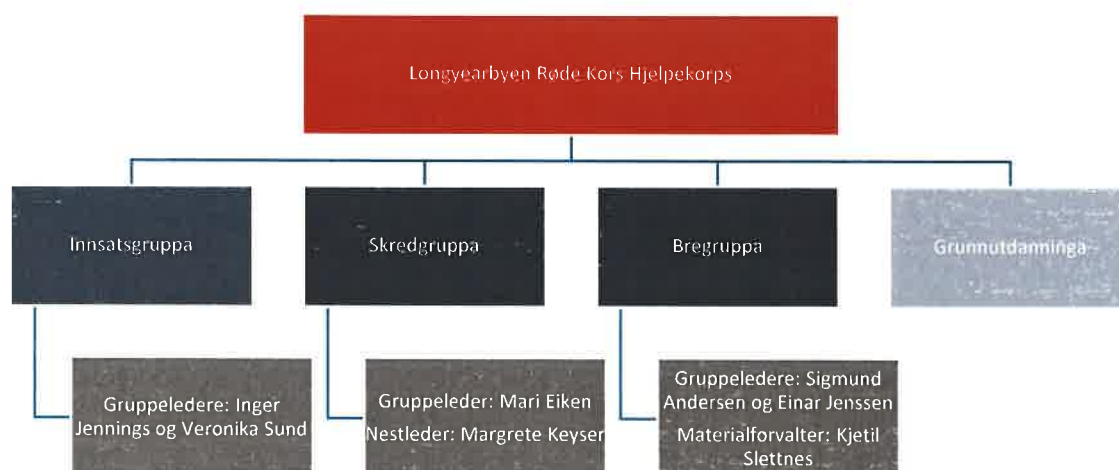 Longyearbyen Røde Kors Hjelpekorps
Innsatsgruppa
Skredgruppa
Bregruppa
Grunnutdanninga
Gruppeledere: Inger
Jennings og Veronika Sund
Gruppeleder: Mari Eiken
Nestleder: Margrete Keyser
Gruppeledere: Sigmund
Andersen og Einar Jenssen
Materialforvalter: Kjetil
Slettnes